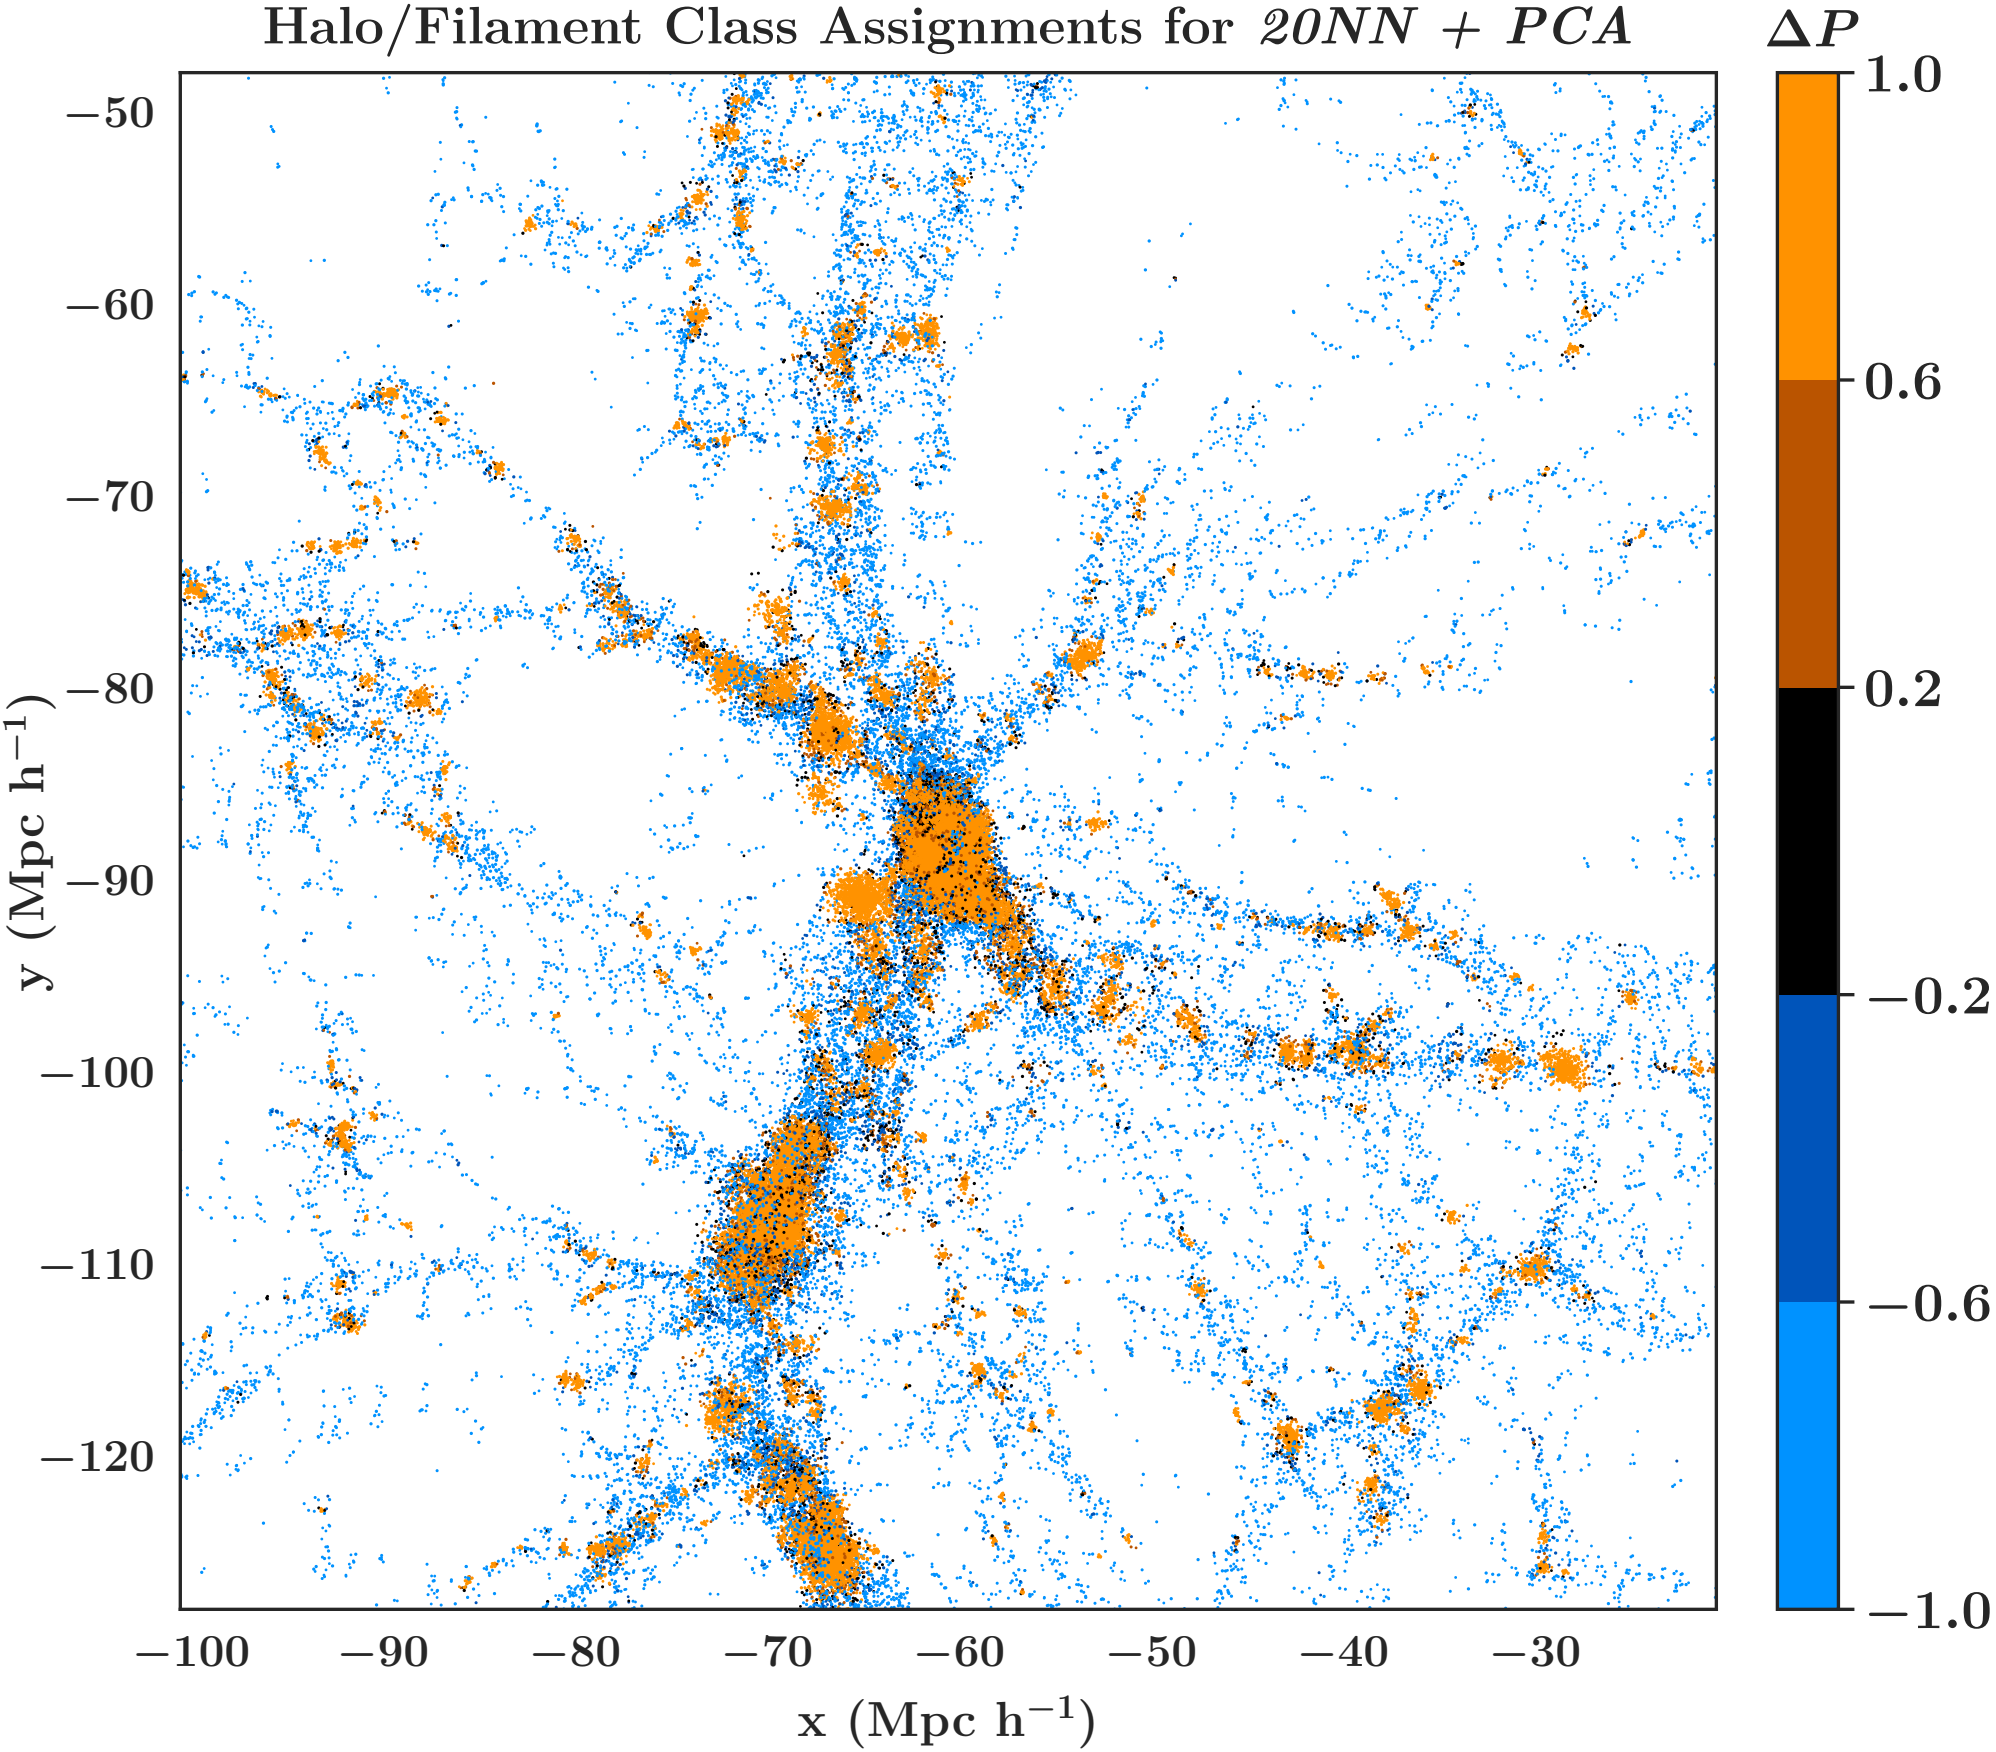 Halo/Filament Class Assignments for 20NN + PCA
ΔP
1.0
0.6
0.2
−0.2
−0.6
−1.0
−50
−60
−70
−80
−90
−100
−110
−120
y (Mpc h⁻¹)
−100 −90 −80 −70 −60 −50 −40 −30
x (Mpc h⁻¹)